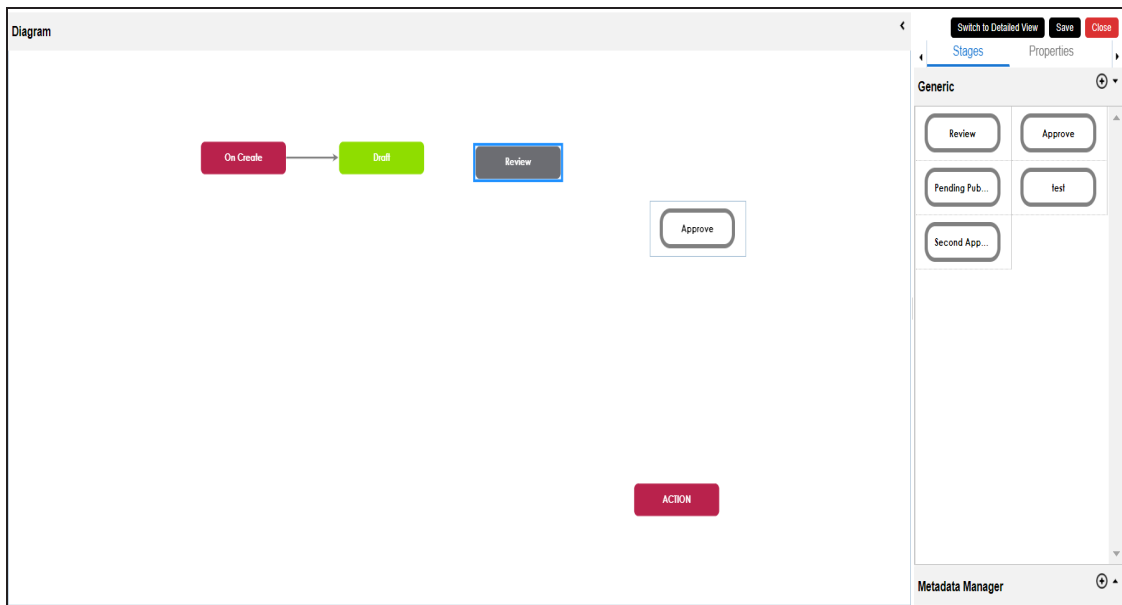 Diagram
Switch to Detailed View Save Close
Stages Properties
Generic
On Create
Draft
Review
Approve
ACTION
Review Approve
Pending Pub... test
Second App...
Metadata Manager